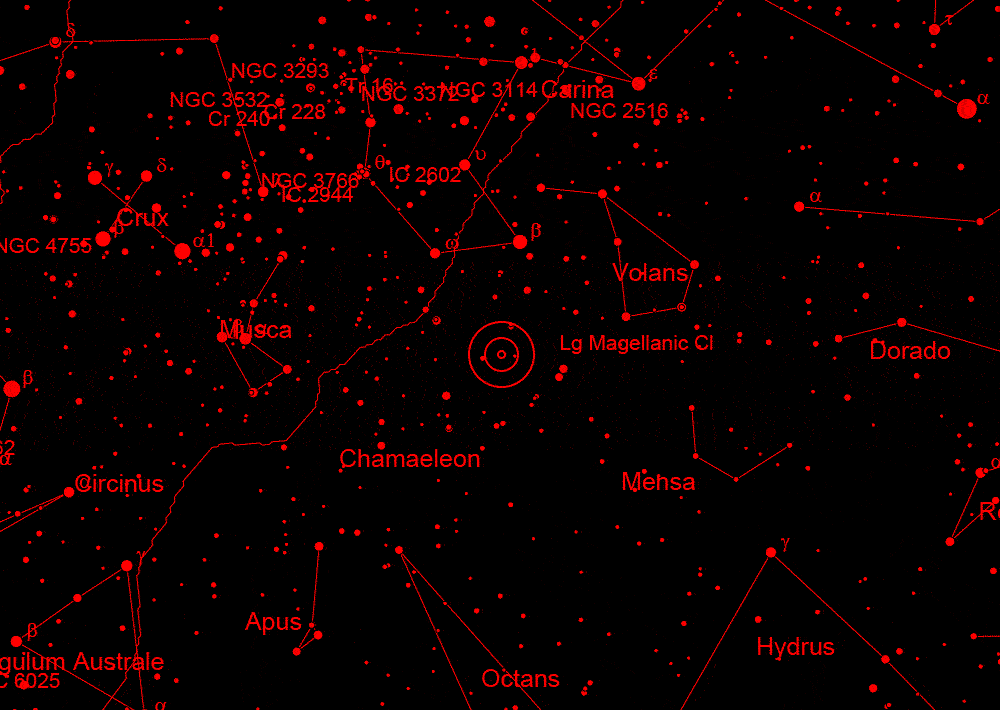 δ
τ
ε
NGC 3293
Tr 16
NGC 3372
NGC 3114
Carina
α
NGC 3532
Cr 228
NGC 2516
Cr 240
υ
γ
δ
θ
IC 2602
NGC 3766
IC 2944
α
Crux
β
α1
ω
β
NGC 4755
Volans
Musca
Lg Magellanic Cl
Dorado
β
α
Chamaeleon
Mehsa
Circinus
γ
γ
Apus
β
Hydrus
gulum Australe
6025
Octans
α